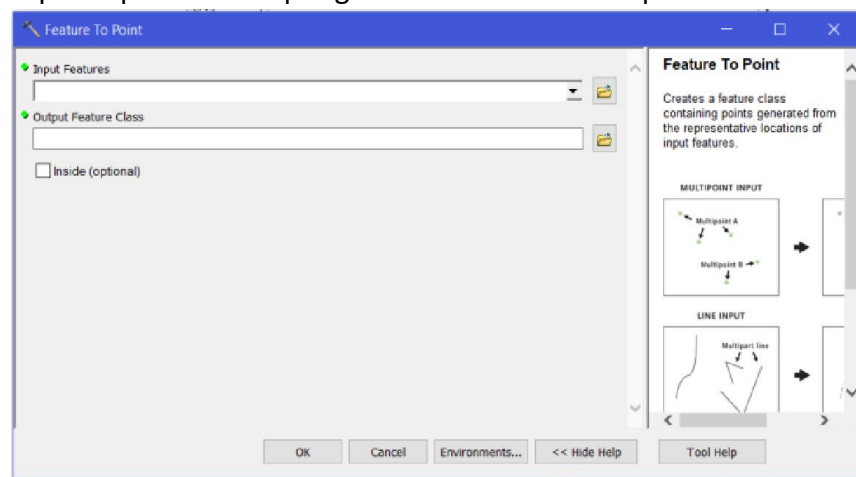 Feature To Point
Input Features
Output Feature Class
Inside (optional)
Feature To Point
Creates a feature class
containing points generated from
the representative locations of
input features.
MULTIPOINT INPUT
Multipoint A
Multipoint B
LINE INPUT
Multipart line
OK
Cancel
Environments...
<< Hide Help
Tool Help